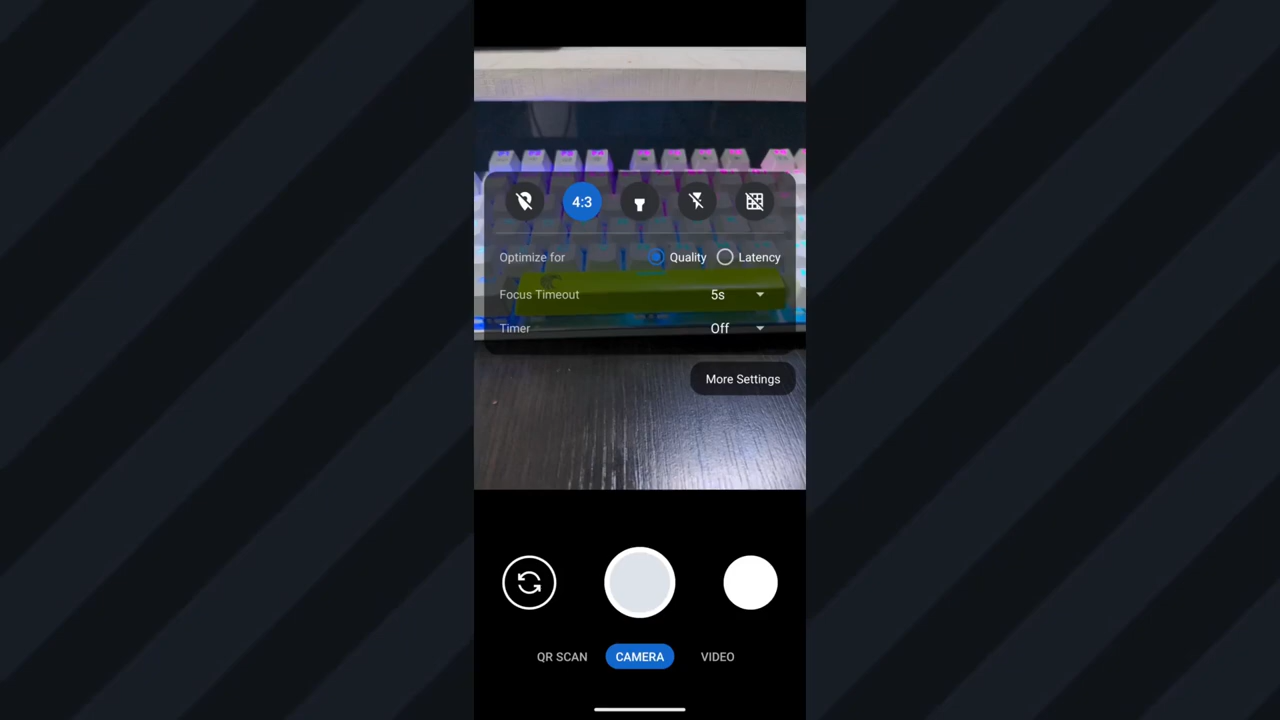 4:3
Optimize for Quality Latency
Focus Timeout 5s
Timer Off
More Settings
QR SCAN CAMERA VIDEO